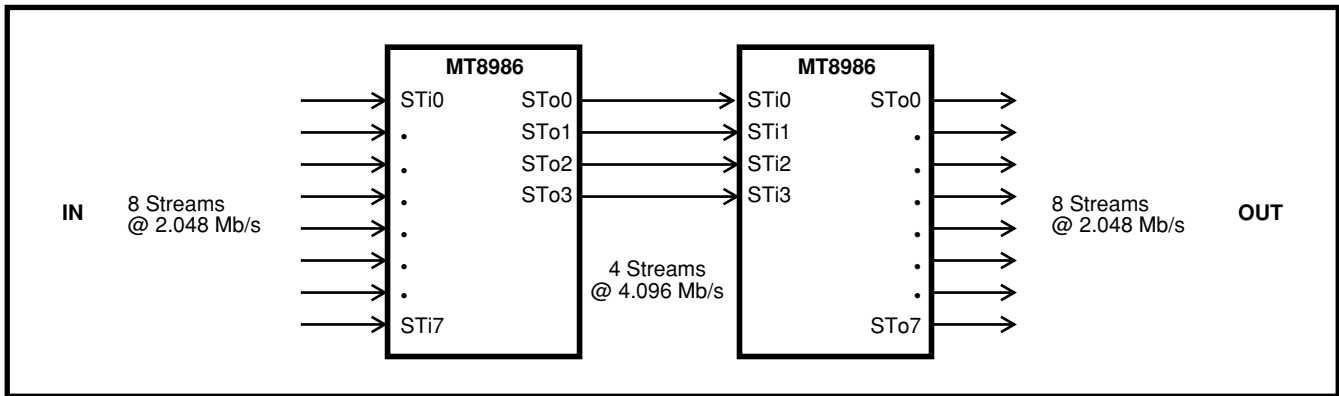 MT8986
MT8986
STi0 STo0
STi0 STo0
. STo1
STi1 .
. STo2
STi2 .
. STo3
STi3 .
IN
8 Streams
@ 2.048 Mb/s
.
.
.
STi7
4 Streams
@ 4.096 Mb/s
.
.
.
STo7
8 Streams
@ 2.048 Mb/s
OUT